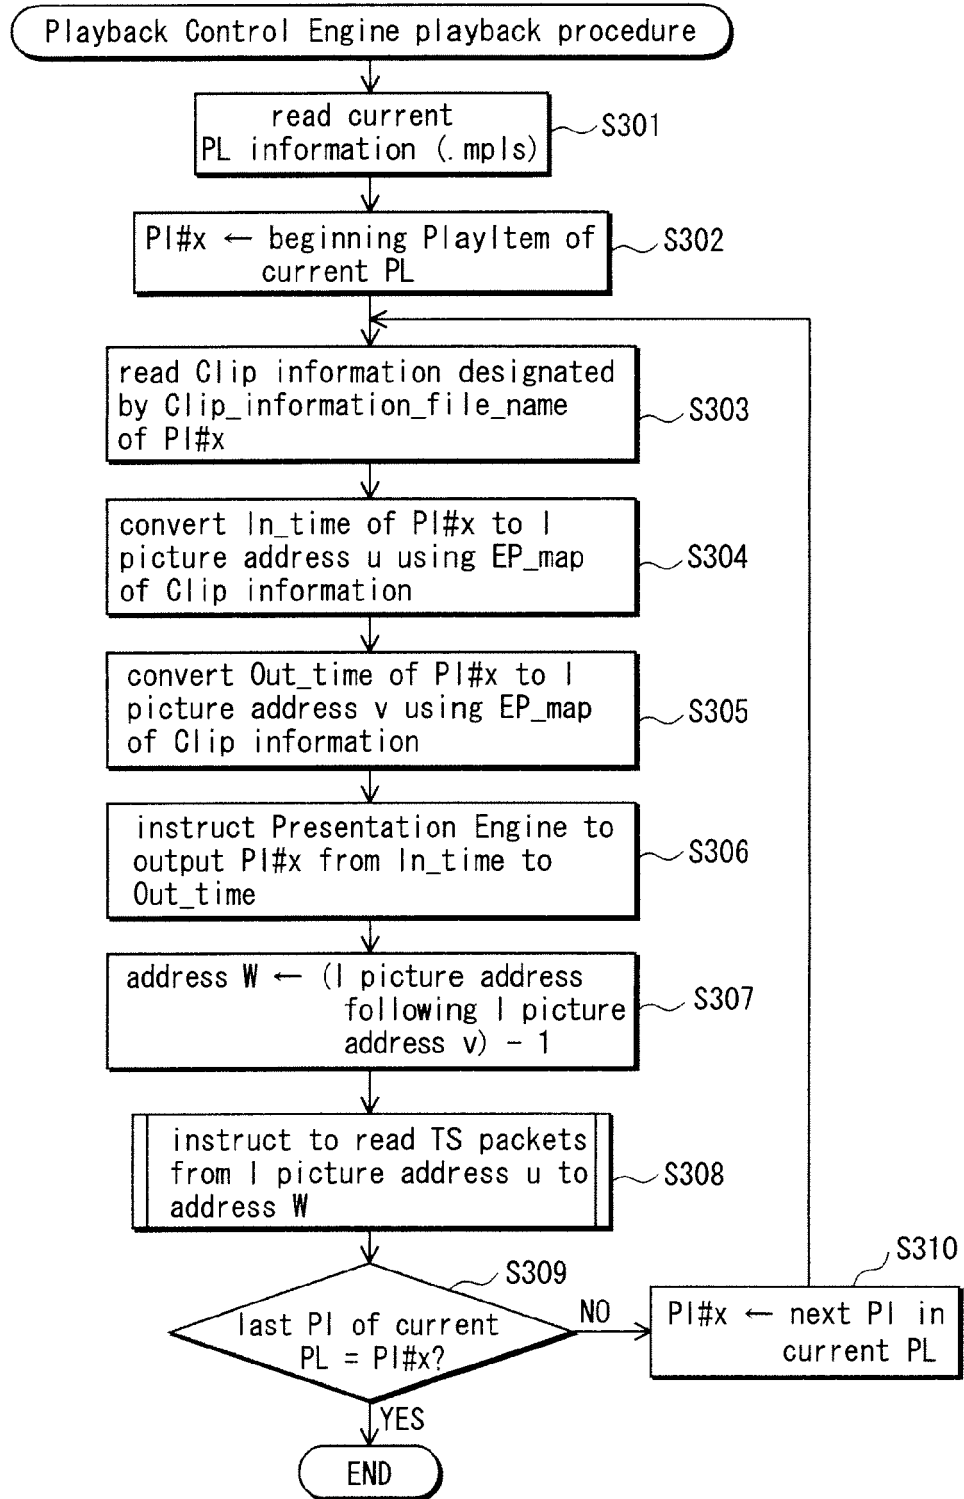 Playback Control Engine playback procedure
read current
PL information (.mpls)
S301
PI#x ← beginning PlayItem of
current PL
S302
read Clip information designated
by Clip_information_file_name
of PI#x
S303
convert In_time of PI#x to I
picture address u using EP_map
of Clip information
S304
convert Out_time of PI#x to I
picture address v using EP_map
of Clip information
S305
instruct Presentation Engine to
output PI#x from In_time to
Out_time
S306
address W ← (I picture address
following I picture
address v) - 1
S307
instruct to read TS packets
from I picture address u to
address W
S308
S309
last PI of current
PL = PI#x?
NO
S310
PI#x ← next PI in
current PL
YES
END